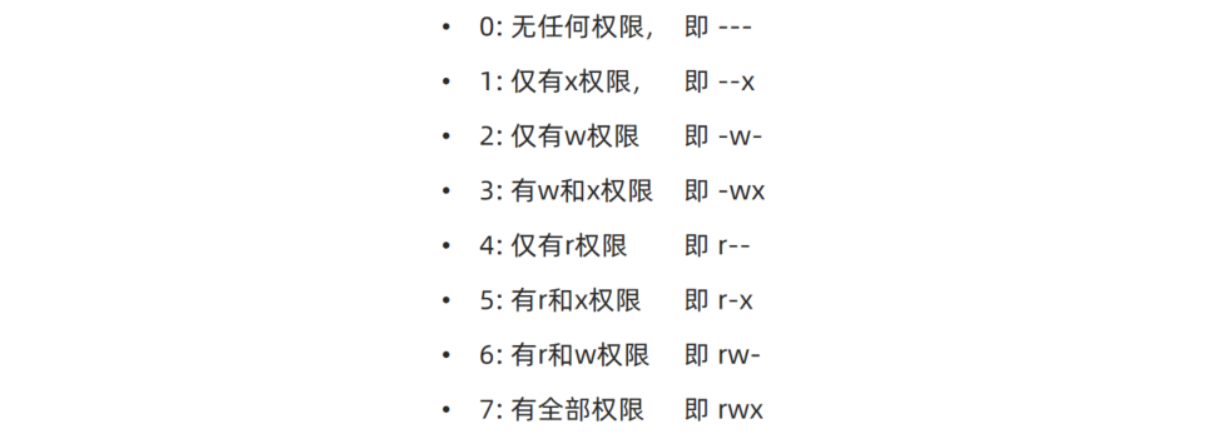 • 0: 无任何权限， 即 ---
• 1: 仅有x权限， 即 --x
• 2: 仅有w权限 即 -w-
• 3: 有w和x权限 即 -wx
• 4: 仅有r权限 即 r--
• 5: 有r和x权限 即 r-x
• 6: 有r和w权限 即 rw-
• 7: 有全部权限 即 rwx